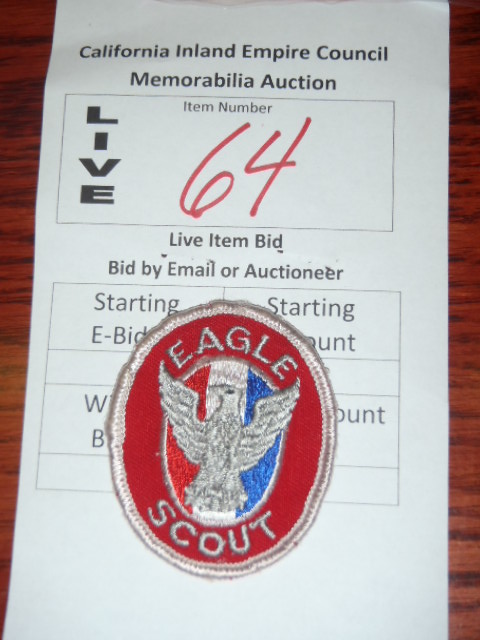 California Inland Empire Council
Memorabilia Auction
Item Number
LIVE
64
Live Item Bid
Bid by Email or Auctioneer
Starting Starting
E-Bid
EAGLE
SCOUT